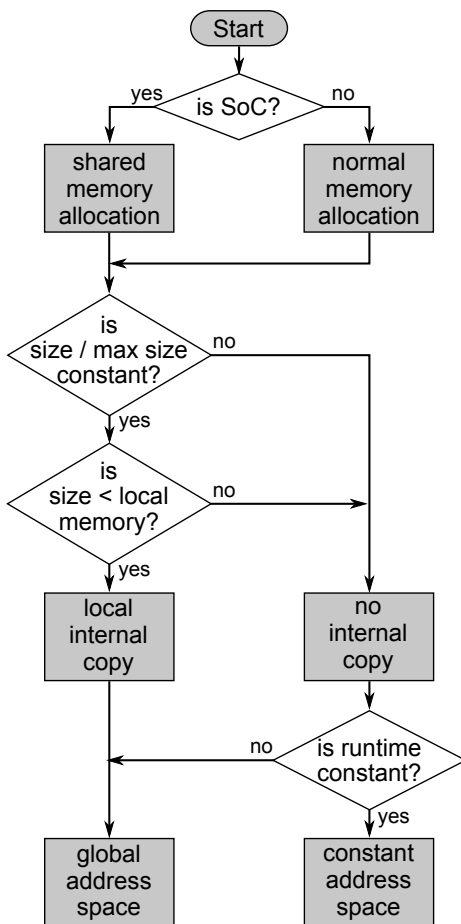 Start
yes
is SoC?
no
shared
memory
allocation
normal
memory
allocation
is
size / max size
constant?
no
yes
is
size < local
memory?
no
yes
local
internal
copy
no
internal
copy
no
is runtime
constant?
yes
global
address
space
constant
address
space